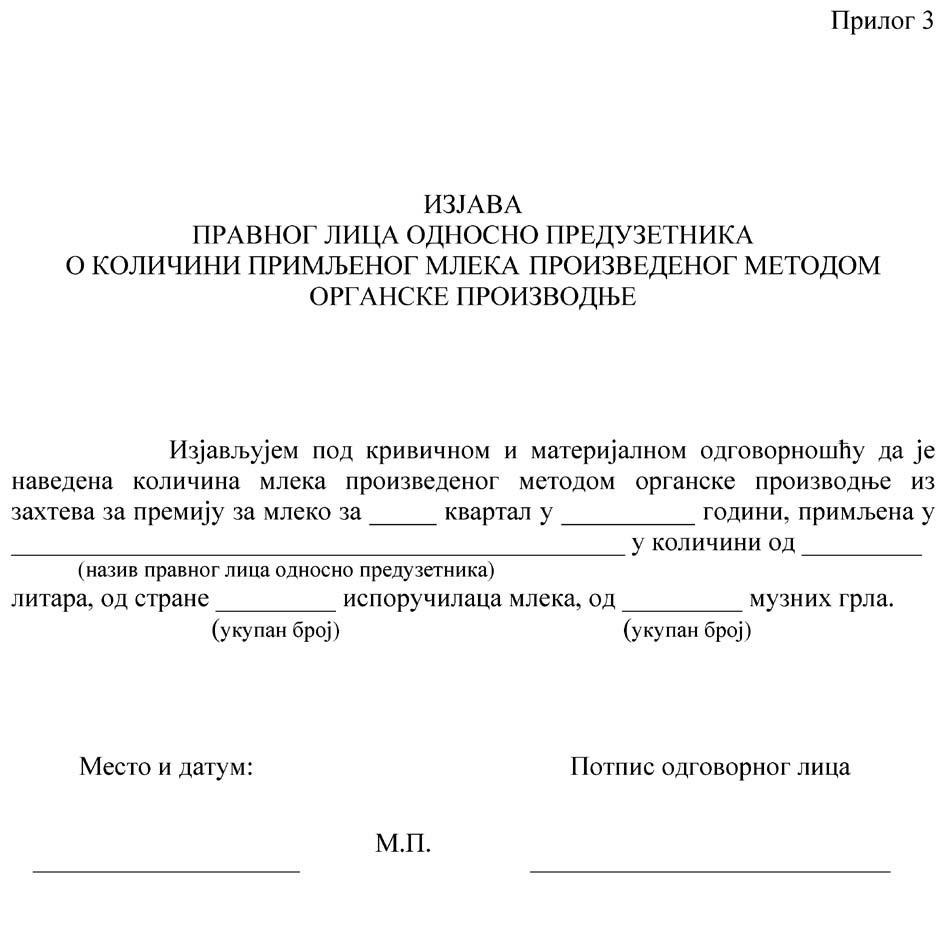 Прилог 3
ИЗЈАВА
ПРАВНОГ ЛИЦА ОДНОСНО ПРЕДУЗЕТНИКА
О КОЛИЧИНИ ПРИМЉЕНОГ МЛЕКА ПРОИЗВЕДЕНОГ МЕТОДОМ
ОРГАНСКЕ ПРОИЗВОДЊЕ
Изјављујем под кривичном и материјалном одговорношћу да је
наведена количина млека произведеног методом органске производње из
захтева за премију за млеко за _____ квартал у __________ години, примљена у
______________________________________________ у количини од _________
(назив правног лица односно предузетника)
литара, од стране _________ испоручилаца млека, од _________ музних грла.
(укупан број) (укупан број)
Место и датум: Потпис одговорног лица
М.П.
____________________ ___________________________